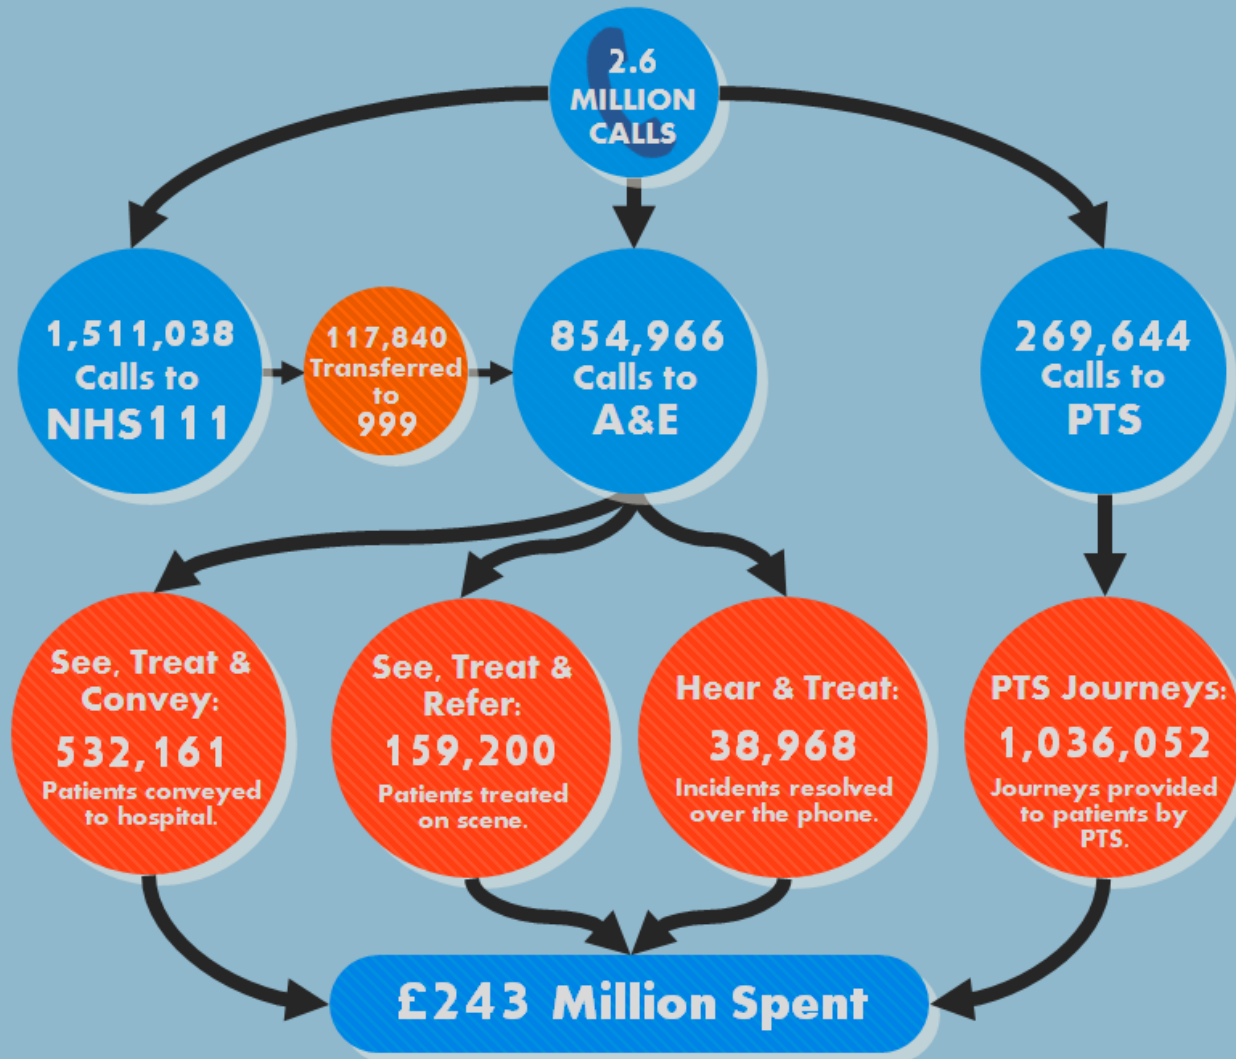 2.6
MILLION
CALLS
1,511,038
Calls to
NHS111
117,840
Transferred
to
999
854,966
Calls to
A&E
269,644
Calls to
PTS
See, Treat &
Convey:
532,161
Patients conveyed
to hospital.
See, Treat &
Refer:
159,200
Patients treated
on scene.
Hear & Treat:
38,968
Incidents resolved
over the phone.
PTS Journeys:
1,036,052
Journeys provided
to patients by
PTS.
£243 Million Spent